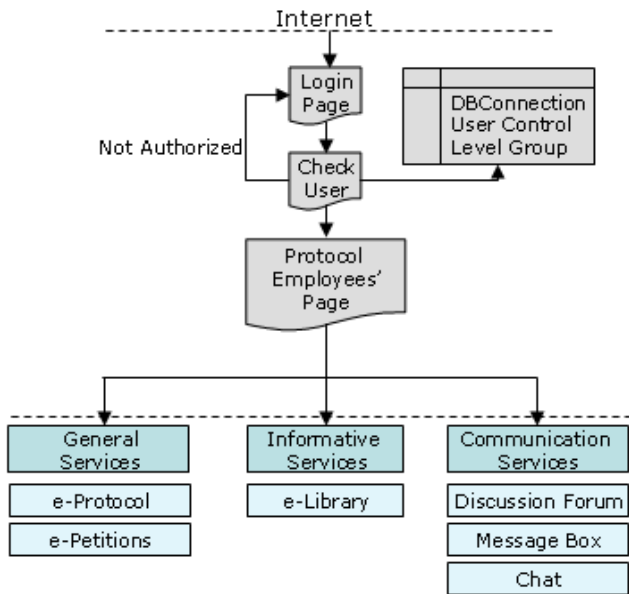 Internet
Login
Page
DBConnection
User Control
Level Group
Not Authorized
Check
User
Protocol
Employees'
Page
General
Services
Informative
Services
Communication
Services
e-Protocol
e-Library
Discussion Forum
e-Petitions
Message Box
Chat